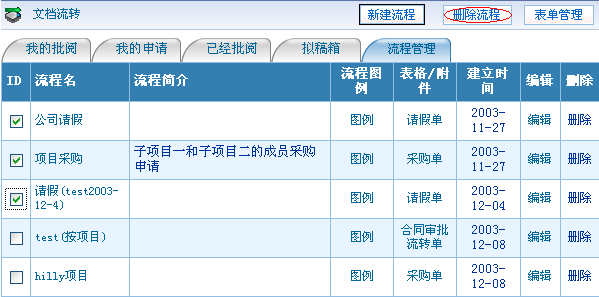 文档流转 新建流程 删除流程 表单管理
我的批阅 我的申请 已经批阅 拟稿箱 流程管理
ID 流程名 流程简介 流程图例 表格/附件 建立时间 编辑 删除
公司请假 图例 请假单 2003-11-27 编辑 删除
项目采购 子项目一和子项目二的成员采购申请 图例 采购单 2003-11-27 编辑 删除
请假(test2003-12-4) 图例 请假单 2003-12-04 编辑 删除
test(按项目) 图例 合同审批流转单 2003-12-08 编辑 删除
hilly项目 图例 采购单 2003-12-08 编辑 删除